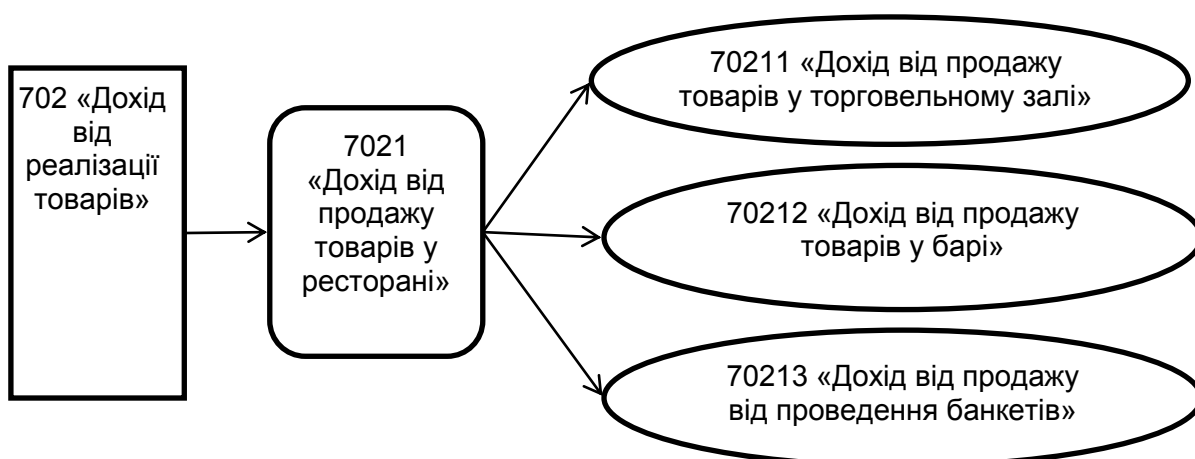 702 «Дохід
від
реалізації
товарів»
7021
«Дохід від
продажу
товарів у
ресторані»
70211 «Дохід від продажу
товарів у торговельному залі»
70212 «Дохід від продажу
товарів у барі»
70213 «Дохід від продажу
від проведення банкетів»